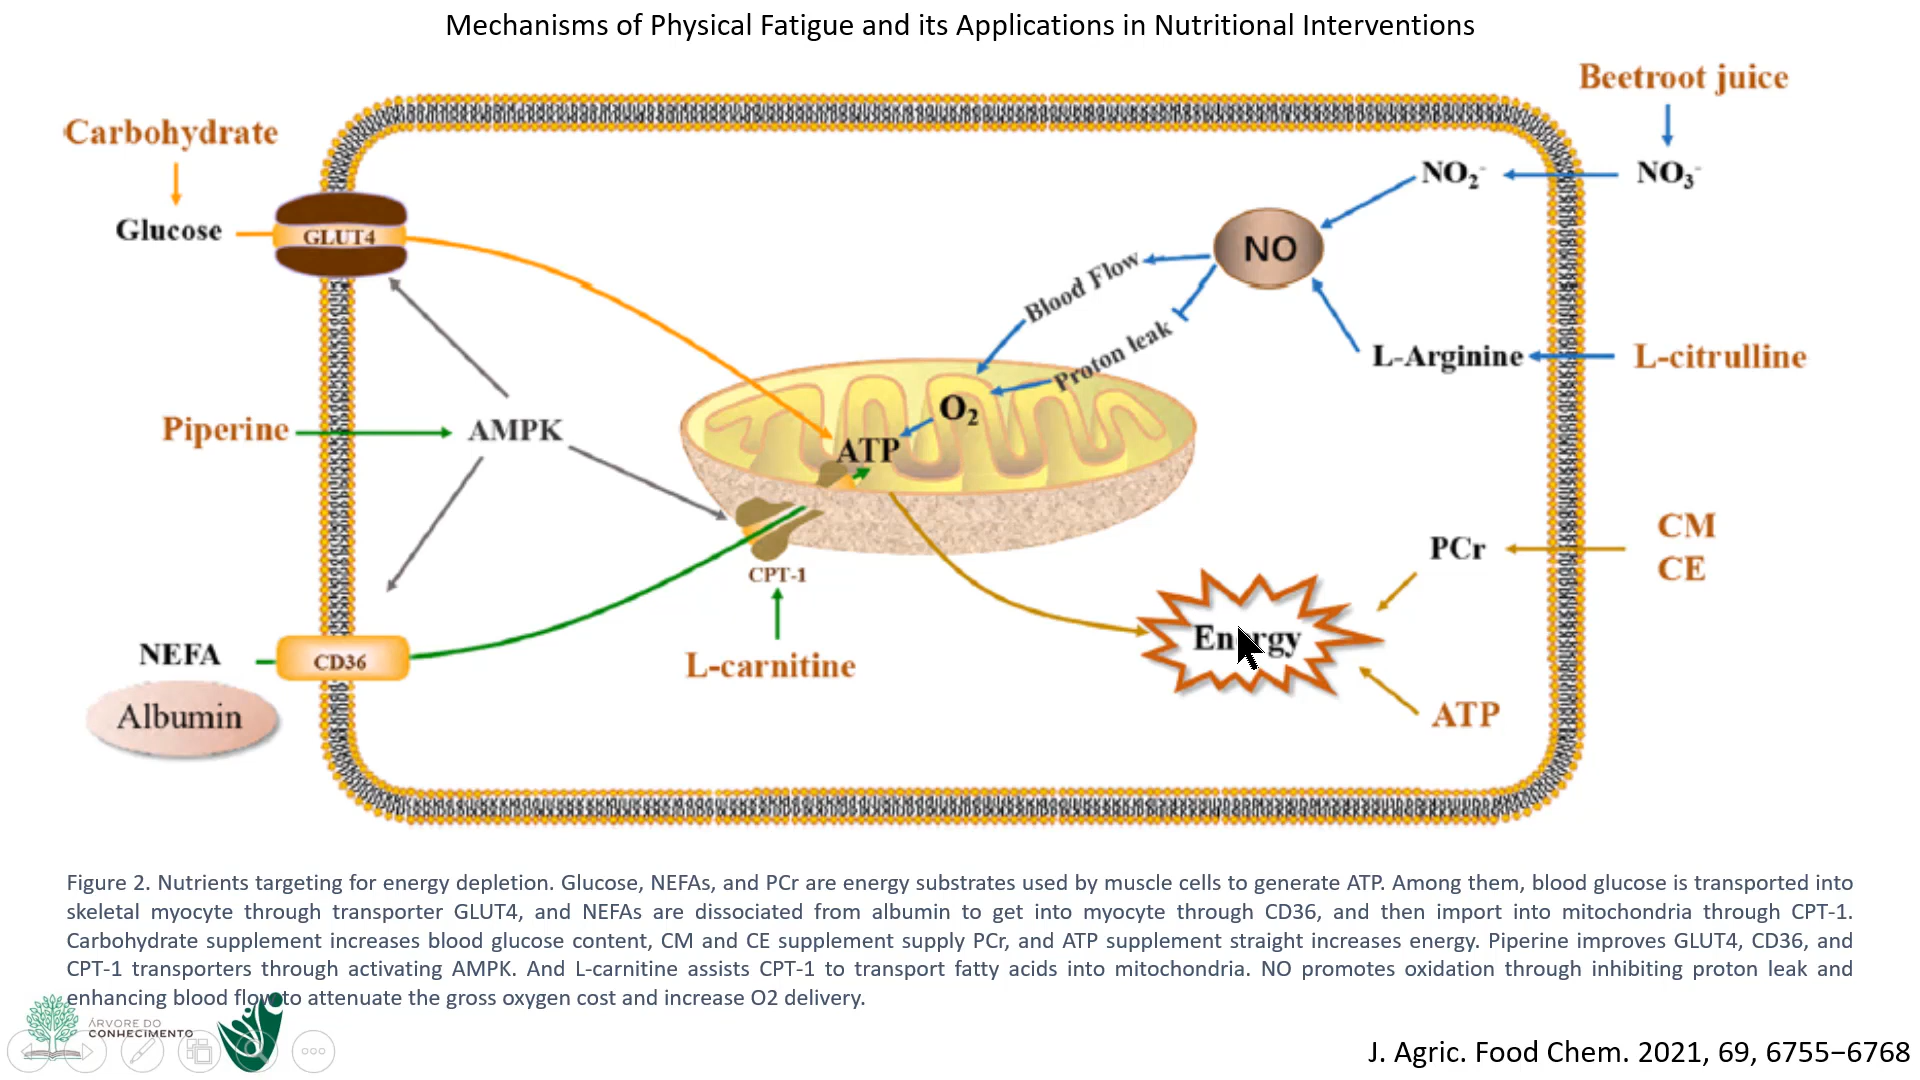 Mechanisms of Physical Fatigue and its Applications in Nutritional Interventions
Beetroot juice
Carbohydrate
NO₂⁻
NO₃⁻
Glucose
GLUT4
NO
Blood Flow
Proton leak
L-Arginine
L-citrulline
O₂
Piperine
AMPK
ATP
CM
PCr
CE
CPT-1
Energy
NEFA
CD36
L-carnitine
Albumin
ATP
Figure 2. Nutrients targeting for energy depletion. Glucose, NEFAs, and PCr are energy substrates used by muscle cells to generate ATP. Among them, blood glucose is transported into
skeletal myocyte through transporter GLUT4, and NEFAs are dissociated from albumin to get into myocyte through CD36, and then import into mitochondria through CPT-1.
Carbohydrate supplement increases blood glucose content, CM and CE supplement supply PCr, and ATP supplement straight increases energy. Piperine improves GLUT4, CD36, and
CPT-1 transporters through activating AMPK. And L-carnitine assists CPT-1 to transport fatty acids into mitochondria. NO promotes oxidation through inhibiting proton leak and
enhancing blood flow to attenuate the gross oxygen cost and increase O2 delivery.
ÁRVORE DO
CONHECIMENTO
J. Agric. Food Chem. 2021, 69, 6755−6768